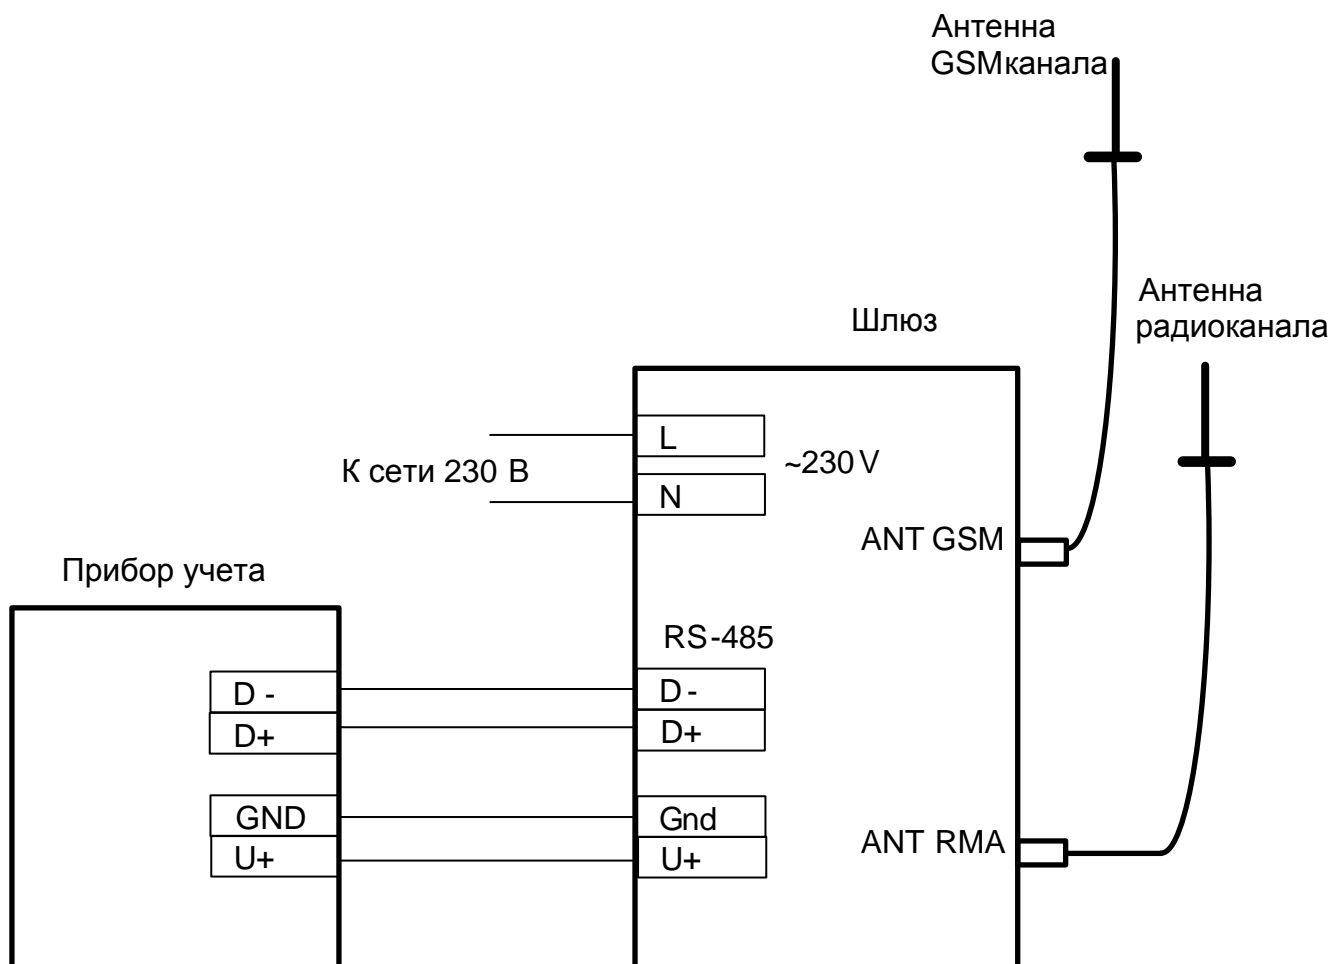 Антенна
GSMканала
Антенна
радиоканала
Шлюз
L
К сети 230 В
~230V
N
ANT GSM
Прибор учета
RS-485
D -
D -
D+
D+
GND
Gnd
U+
U+
ANT RMA